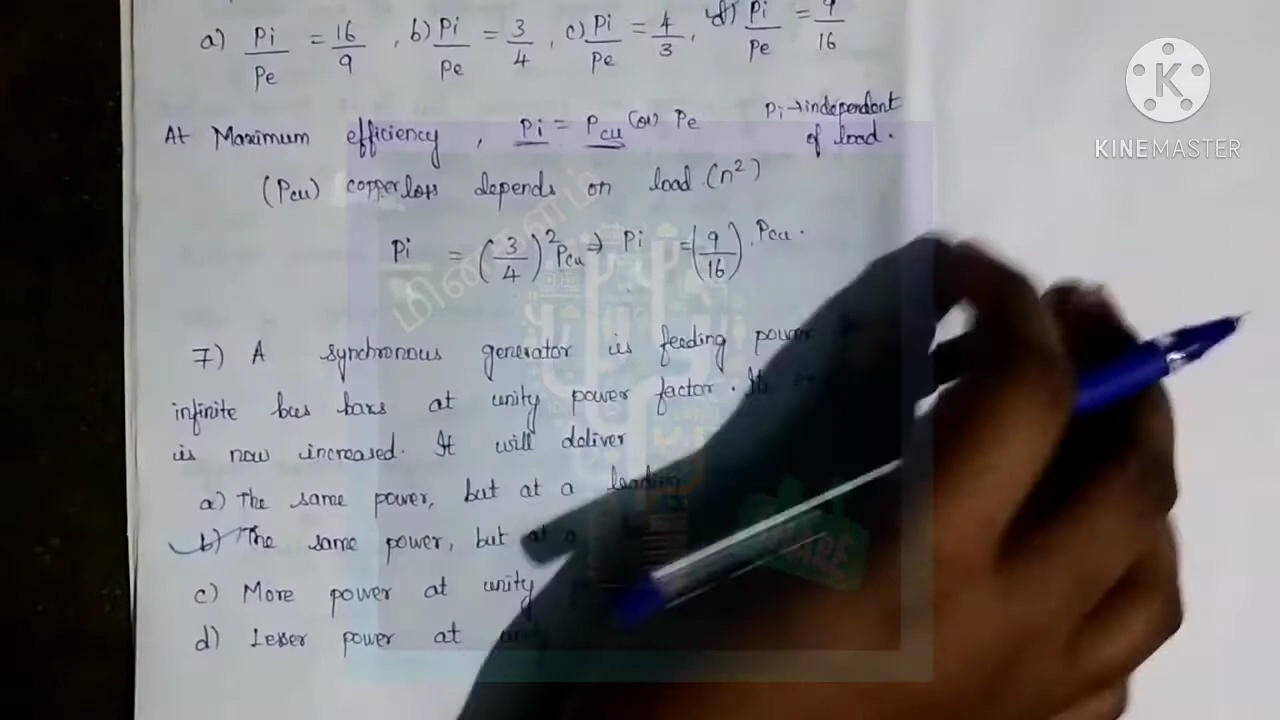 a) Pi/Pe = 16/9 , b) Pi/Pe = 3/4 , c) Pi/Pe = 4/3 , d) Pi/Pe = 9/16
At Maximum efficiency , Pi = Pcu (or) Pe Pi → independent of load.
(Pcu) copper loss depends on load (n²)
Pi = (3/4)² Pcu ⇒ Pi = (9/16) . Pcu .
7) A synchronous generator is feeding power
infinite bus bars at unity power factor . Its
is now increased. It will deliver
a) The same power, but at a leading
b) The same power, but at a
c) More power at unity
d) Lesser power at unity
K
KINEMASTER
மின்களம்